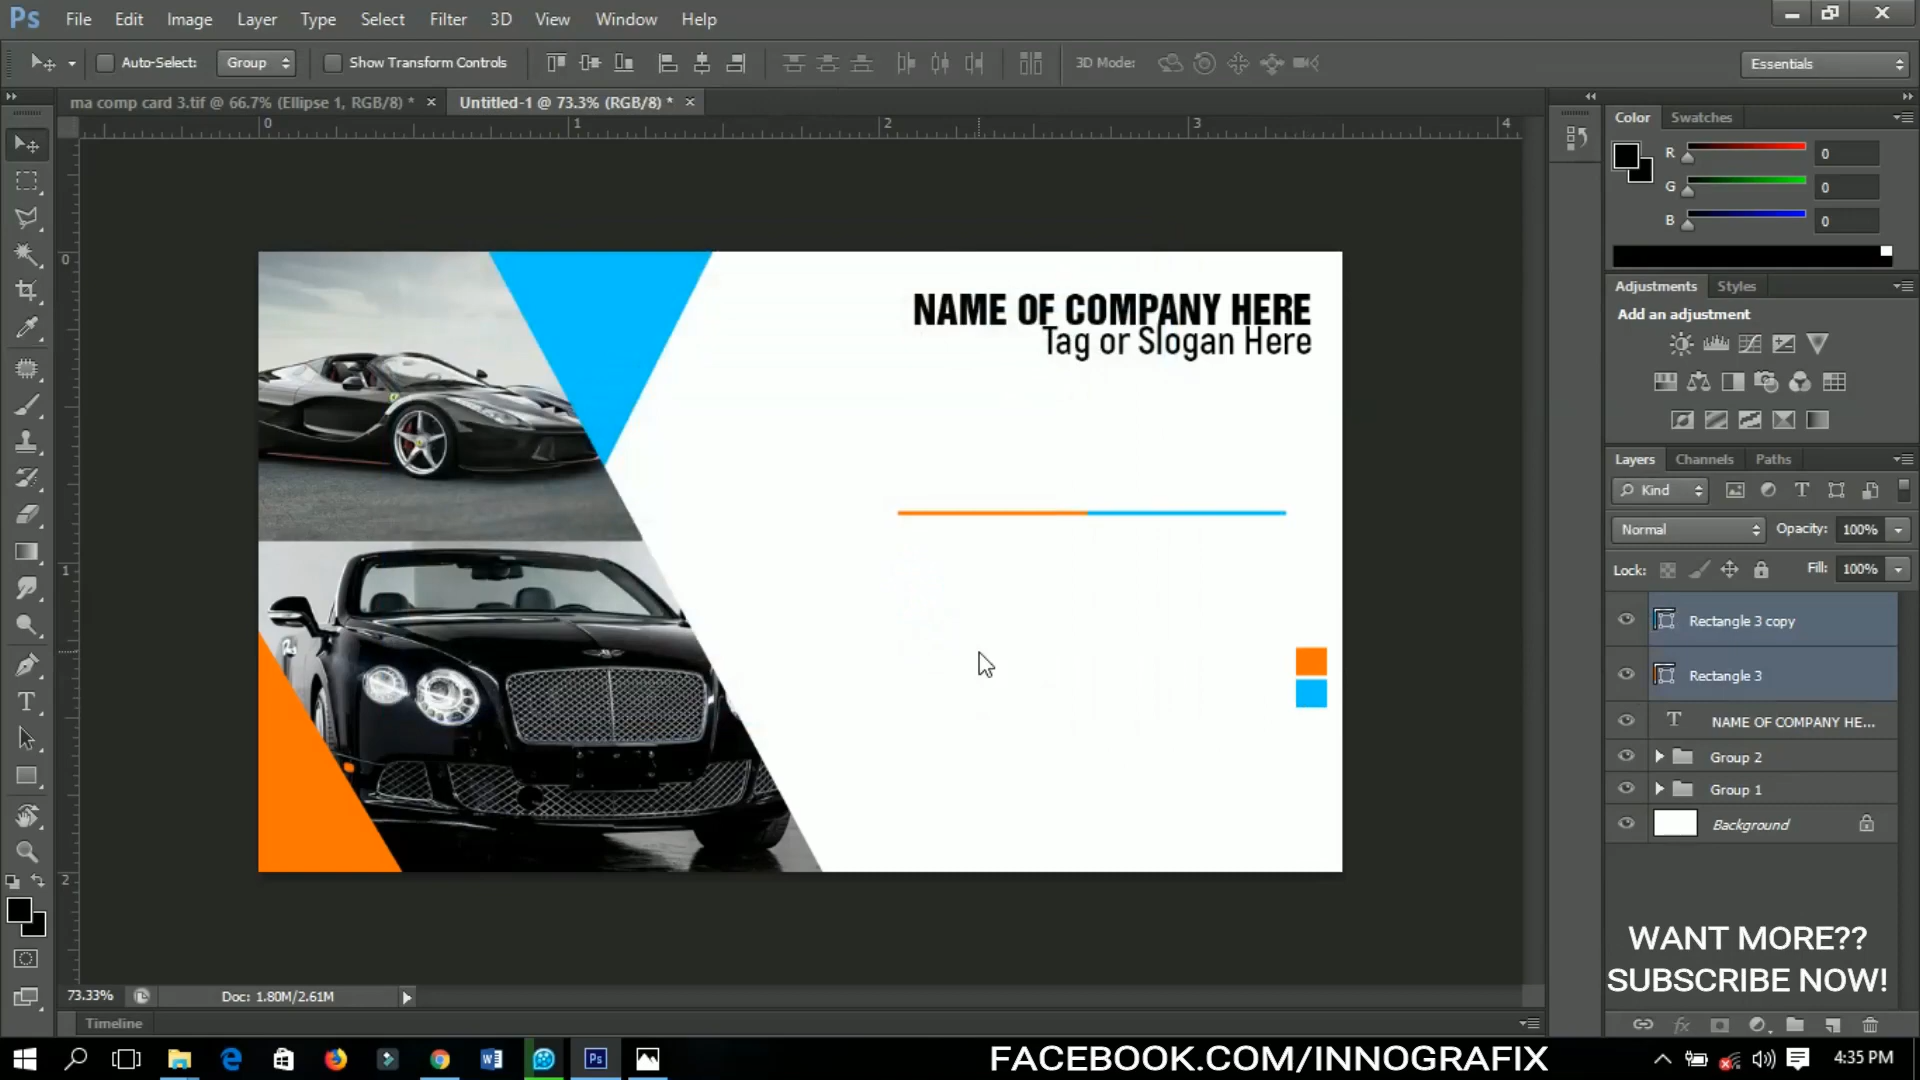 Ps File Edit Image Layer Type Select Filter 3D View Window Help
Auto-Select: Group Show Transform Controls 3D Mode: Essentials
ma comp card 3.tif @ 66.7% (Ellipse 1, RGB/8) * × Untitled-1 @ 73.3% (RGB/8) * ×
0 1 2 3 4
0
1
2
NAME OF COMPANY HERE
Tag or Slogan Here
Color Swatches
R 0
G 0
B 0
Adjustments Styles
Add an adjustment
Layers Channels Paths
Kind
Normal Opacity: 100%
Lock: Fill: 100%
Rectangle 3 copy
Rectangle 3
T NAME OF COMPANY HE...
Group 2
Group 1
Background
WANT MORE??
SUBSCRIBE NOW!
73.33% Doc: 1.80M/2.61M
Timeline
FACEBOOK.COM/INNOGRAFIX
4:35 PM